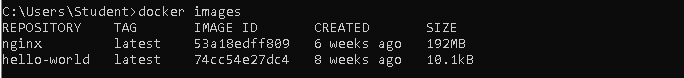 C:\Users\Student>docker images
REPOSITORY TAG IMAGE ID CREATED SIZE
nginx latest 53a18edff809 6 weeks ago 192MB
hello-world latest 74cc54e27dc4 8 weeks ago 10.1kB